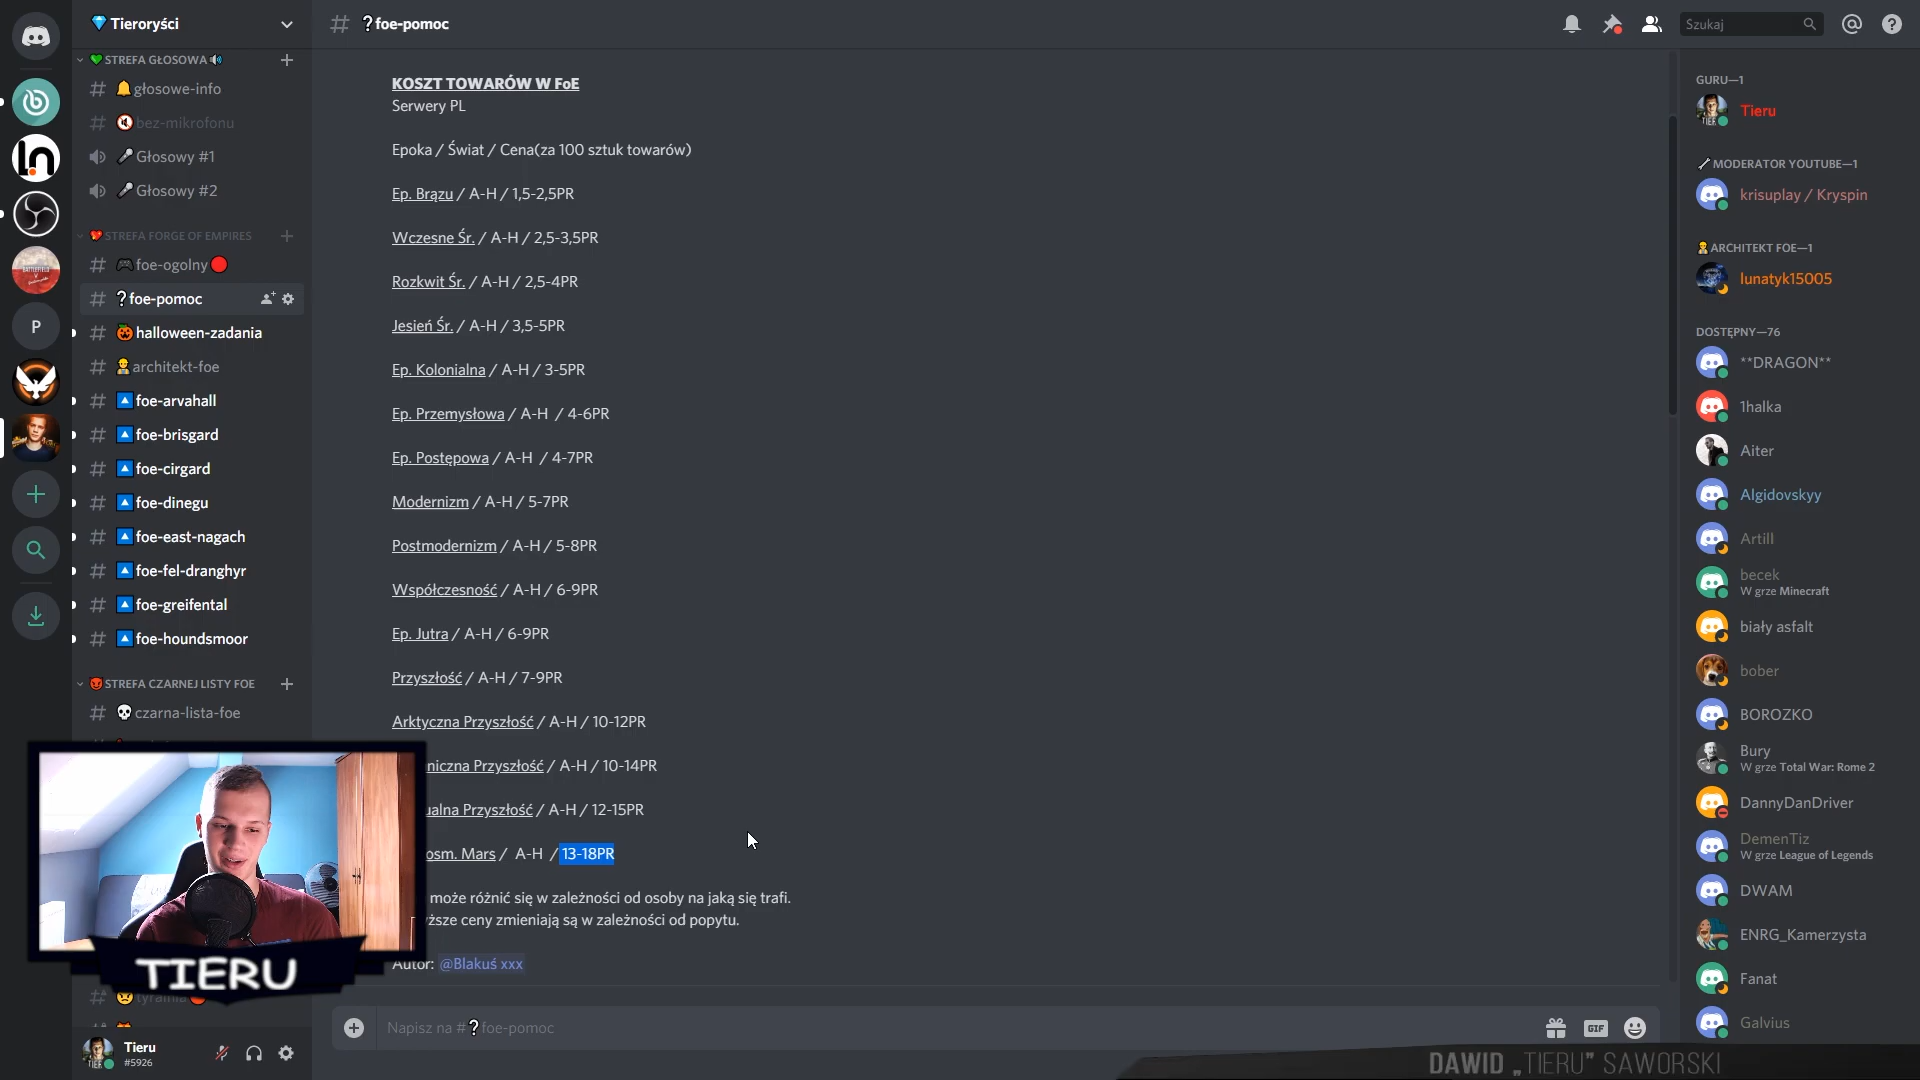 Tieroryści
STREFA GŁOSOWA
głosowe-info
bez-mikrofonu
Głosowy #1
Głosowy #2
STREFA FORGE OF EMPIRES
foe-ogolny
foe-pomoc
halloween-zadania
architekt-foe
foe-arvahall
foe-brisgard
foe-cirgard
foe-dinegu
foe-east-nagach
foe-fel-dranghyr
foe-greifental
foe-houndsmoor
STREFA CZARNEJ LISTY FOE
czarna-lista-foe
P
TIERU
Tieru
#5926
# ?foe-pomoc
Szukaj
KOSZT TOWARÓW W FoE
Serwery PL
Epoka / Świat / Cena(za 100 sztuk towarów)
Ep. Brązu / A-H / 1,5-2,5PR
Wczesne Śr. / A-H / 2,5-3,5PR
Rozkwit Śr. / A-H / 2,5-4PR
Jesień Śr. / A-H / 3,5-5PR
Ep. Kolonialna / A-H / 3-5PR
Ep. Przemysłowa / A-H / 4-6PR
Ep. Postępowa / A-H / 4-7PR
Modernizm / A-H / 5-7PR
Postmodernizm / A-H / 5-8PR
Współczesność / A-H / 6-9PR
Ep. Jutra / A-H / 6-9PR
Przyszłość / A-H / 7-9PR
Arktyczna Przyszłość / A-H / 10-12PR
niczna Przyszłość / A-H / 10-14PR
ualna Przyszłość / A-H / 12-15PR
osm. Mars / A-H / 13-18PR
może różnić się w zależności od osoby na jaką się trafi.
ższe ceny zmieniają są w zależności od popytu.
Autor: @Blakuś xxx
Napisz na #?foe-pomoc
GIF
GURU—1
Tieru
MODERATOR YOUTUBE—1
krisuplay / Kryspin
ARCHITEKT FOE—1
lunatyk15005
DOSTĘPNY—76
**DRAGON**
1halka
Aiter
Algidovskyy
Artill
becek
W grze Minecraft
biały asfalt
bober
BOROZKO
Bury
W grze Total War: Rome 2
DannyDanDriver
DemenTiz
W grze League of Legends
DWAM
ENRG_Kamerzysta
Fanat
Galvius
DAWID „TIERU” SAWORSKI